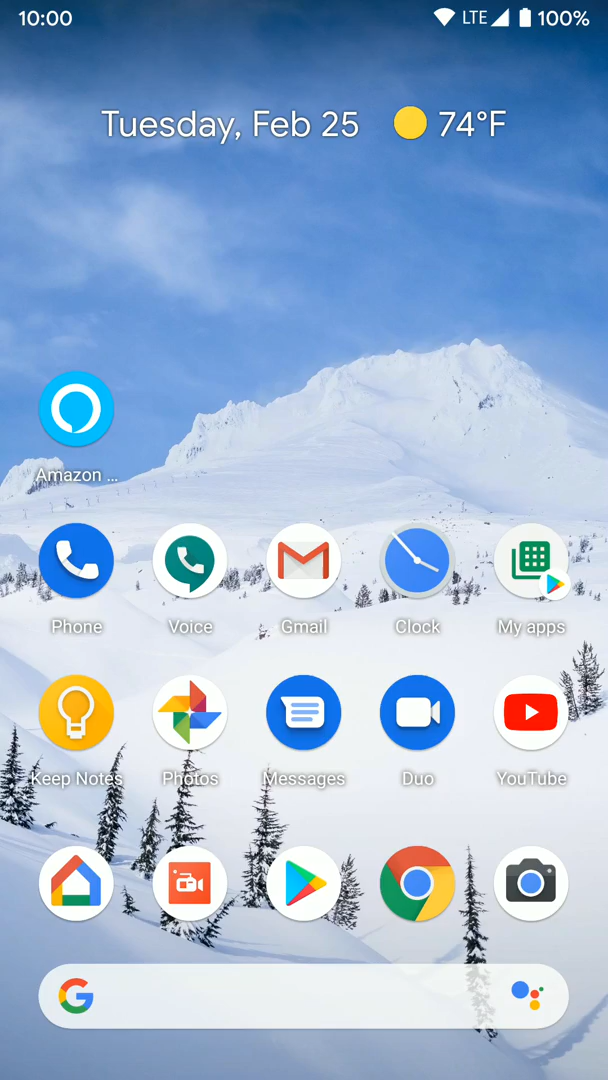 10:00 LTE 100%
Tuesday, Feb 25 74°F
Amazon ...
Phone Voice Gmail Clock My apps
Keep Notes Photos Messages Duo YouTube